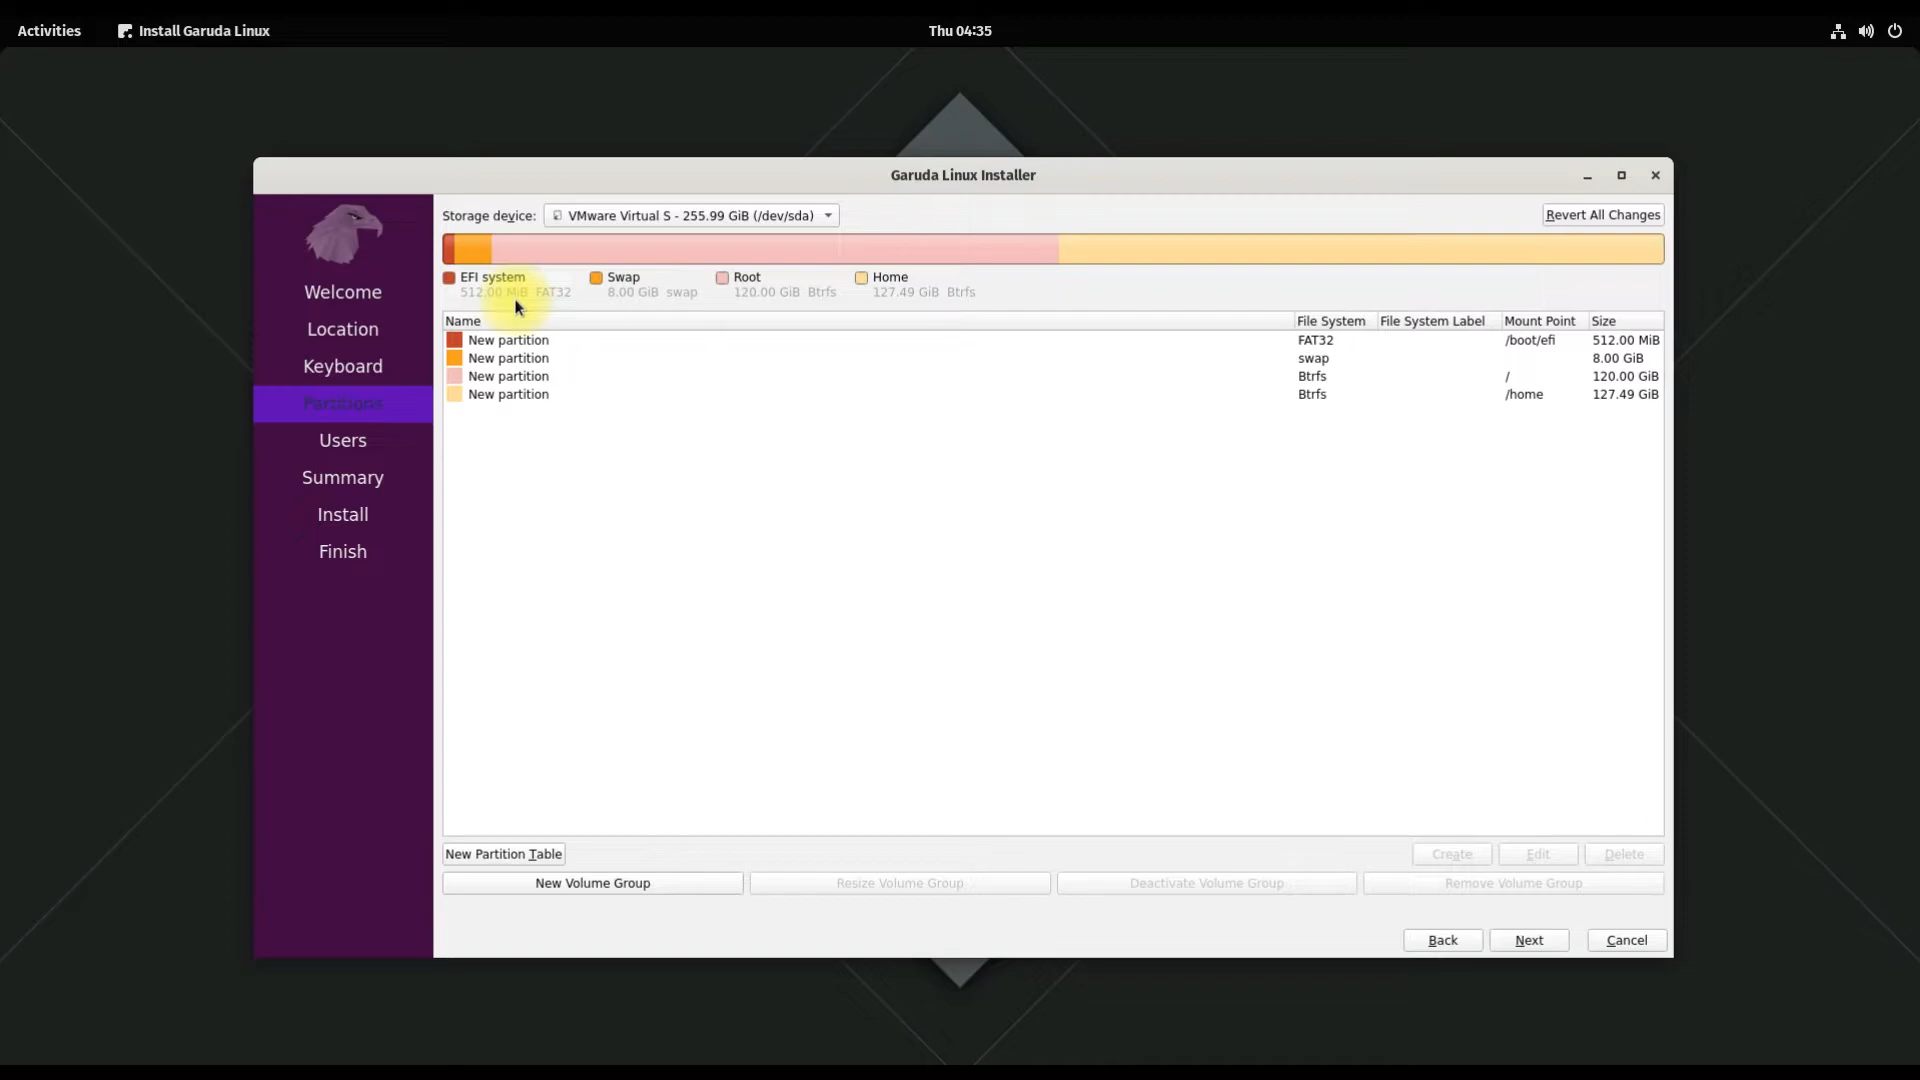 Activities Install Garuda Linux Thu 04:35
Garuda Linux Installer
Storage device: VMware Virtual S - 255.99 GiB (/dev/sda) Revert All Changes
EFI system Swap Root Home
512.00 MiB FAT32 8.00 GiB swap 120.00 GiB Btrfs 127.49 GiB Btrfs
Welcome
Location
Keyboard
Partitions
Users
Summary
Install
Finish
Name File System File System Label Mount Point Size
New partition FAT32 /boot/efi 512.00 MiB
New partition swap 8.00 GiB
New partition Btrfs / 120.00 GiB
New partition Btrfs /home 127.49 GiB
New Partition Table Create Edit Delete
New Volume Group Resize Volume Group Deactivate Volume Group Remove Volume Group
Back Next Cancel